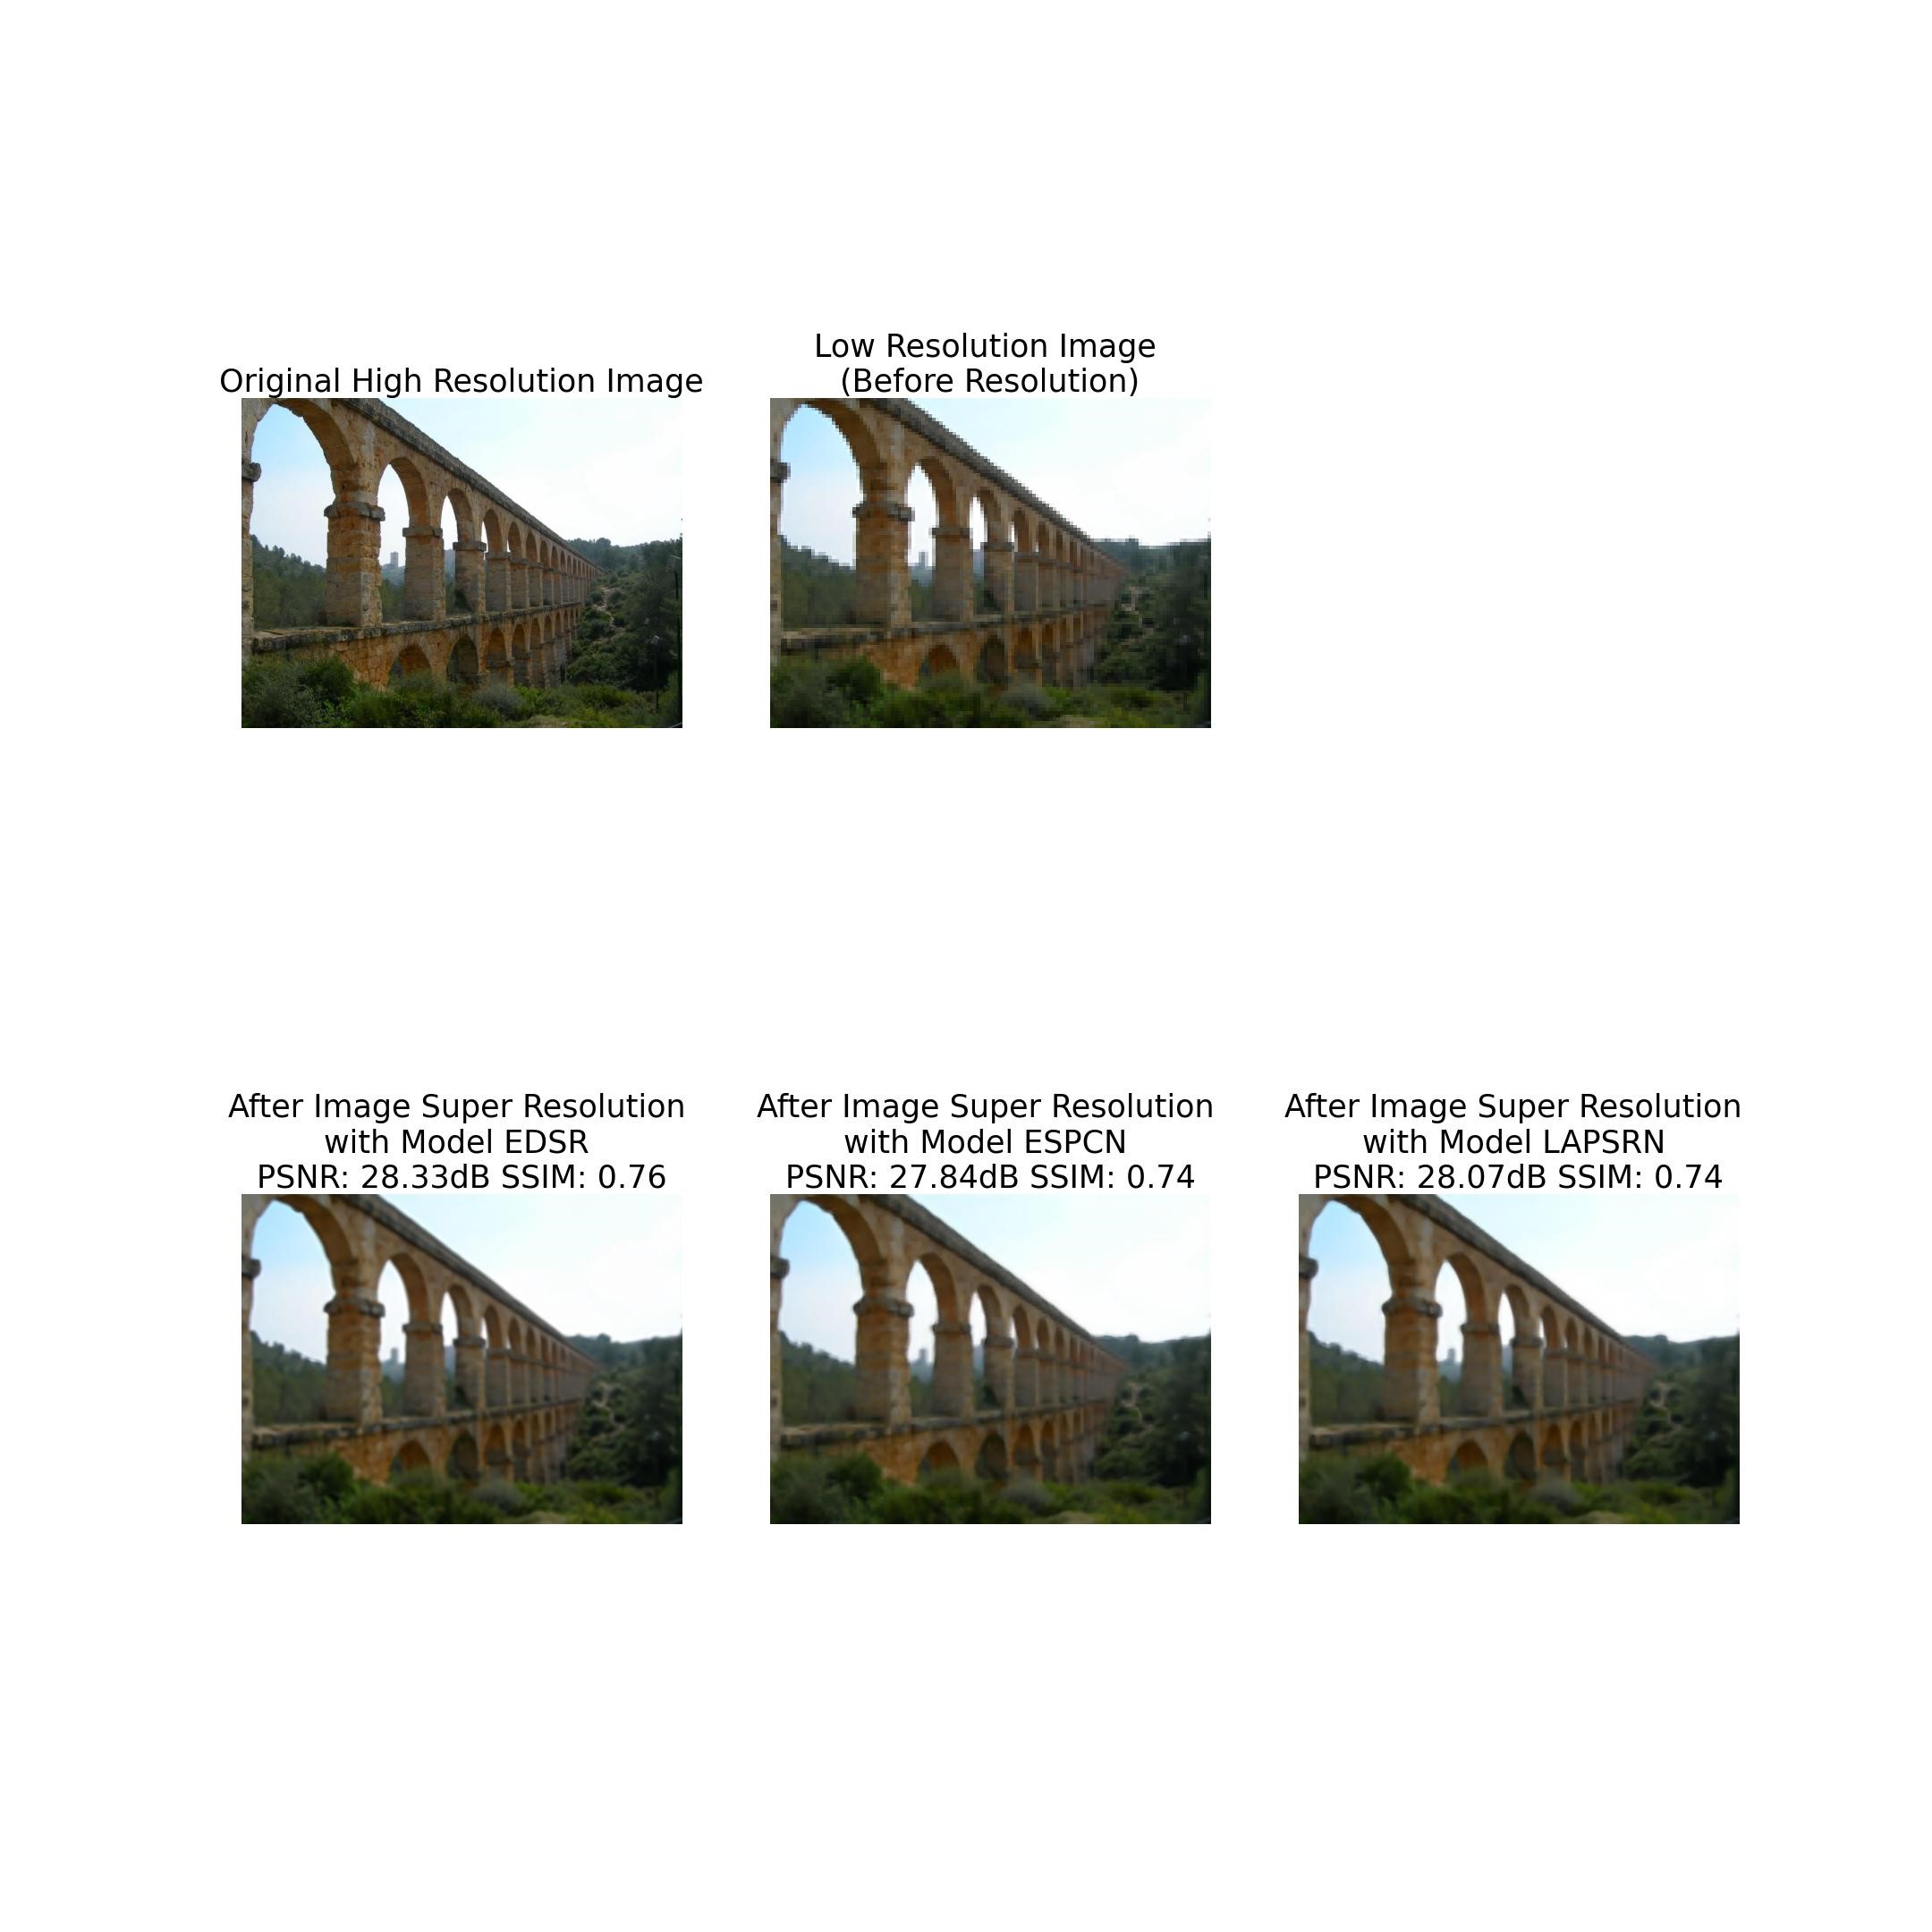 Original High Resolution Image
Low Resolution Image
(Before Resolution)
After Image Super Resolution
with Model EDSR
PSNR: 28.33dB SSIM: 0.76
After Image Super Resolution
with Model ESPCN
PSNR: 27.84dB SSIM: 0.74
After Image Super Resolution
with Model LAPSRN
PSNR: 28.07dB SSIM: 0.74